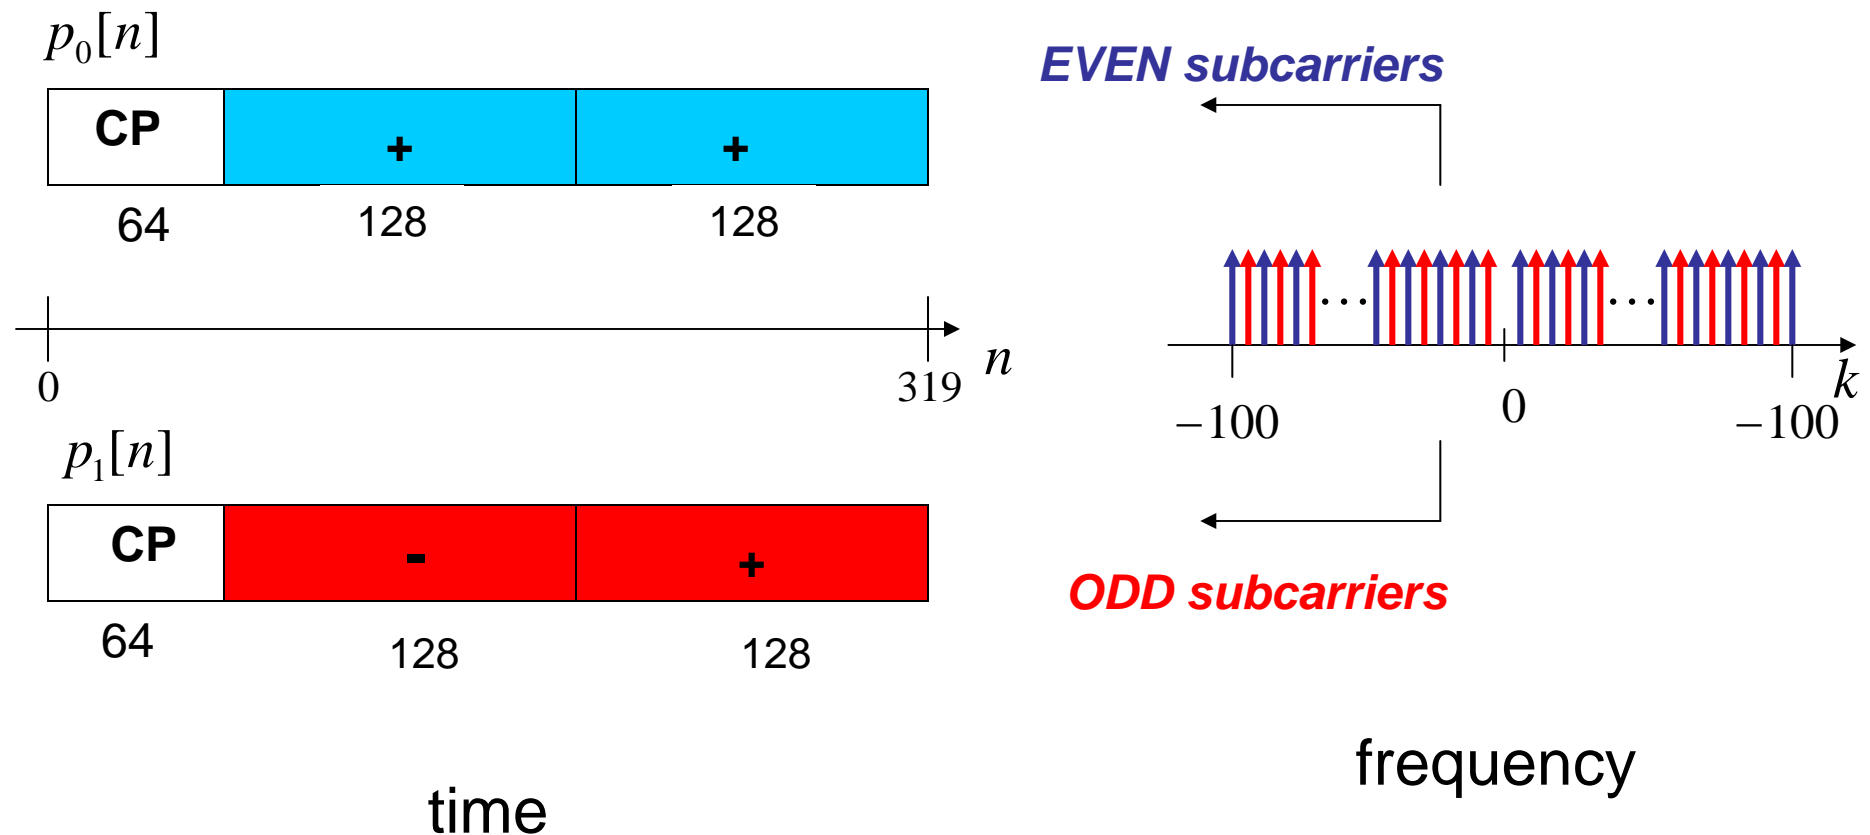 p₀[n]
CP
+
+
64
128
128
0
319
n
p₁[n]
CP
-
+
64
128
128
time
EVEN subcarriers
...
...
k
−100
0
−100
ODD subcarriers
frequency